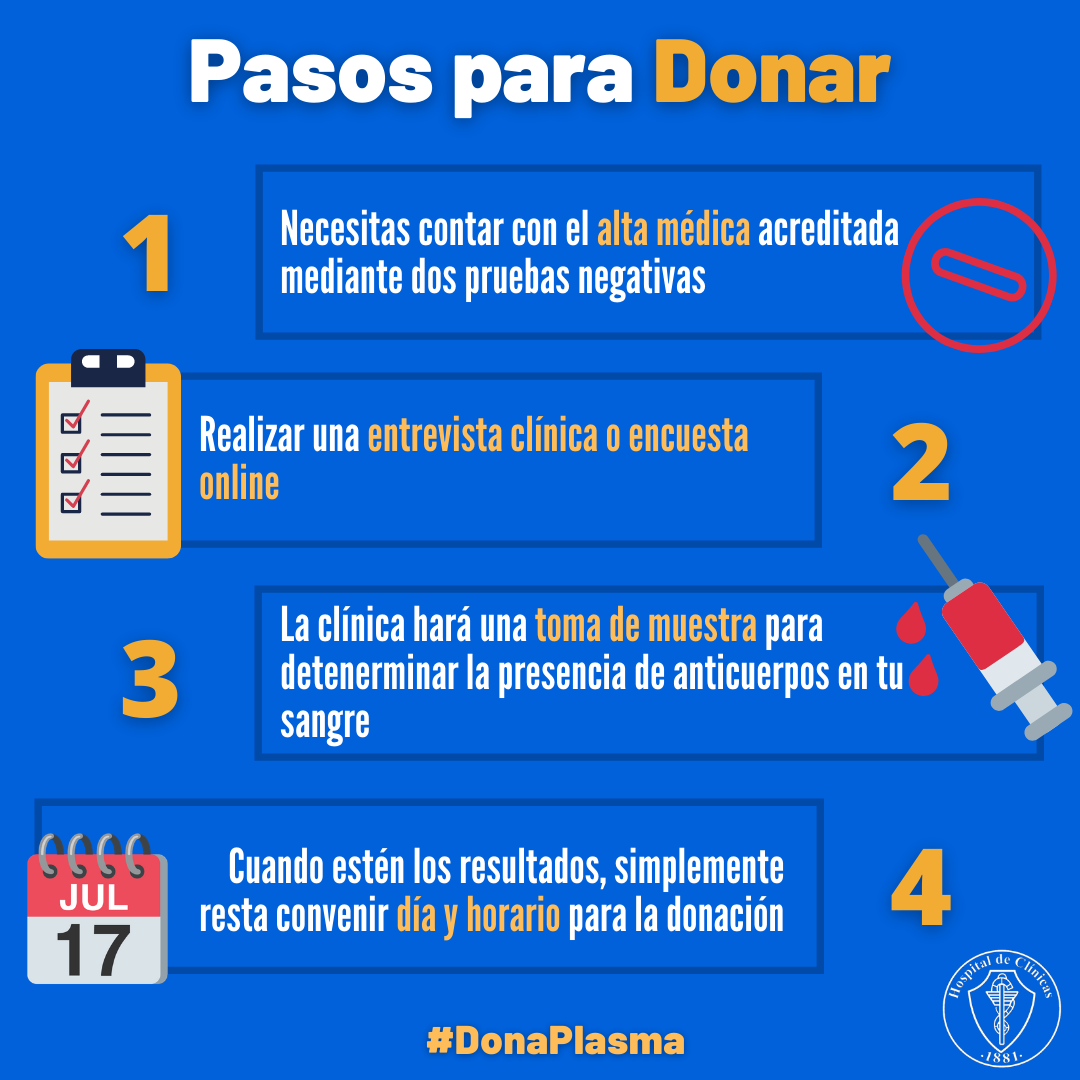 Pasos para Donar
1
Necesitas contar con el alta médica acreditada
mediante dos pruebas negativas
Realizar una entrevista clínica o encuesta
online
2
3
La clínica hará una toma de muestra para
detenerminar la presencia de anticuerpos en tu
sangre
JUL
17
Cuando estén los resultados, simplemente
resta convenir día y horario para la donación
4
Hospital de Clínicas
·1881·
#DonaPlasma